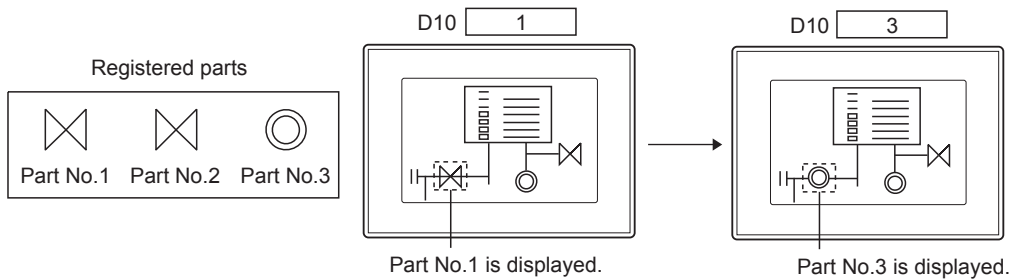 Registered parts
Part No.1 Part No.2 Part No.3
D10 1
Part No.1 is displayed.
D10 3
Part No.3 is displayed.